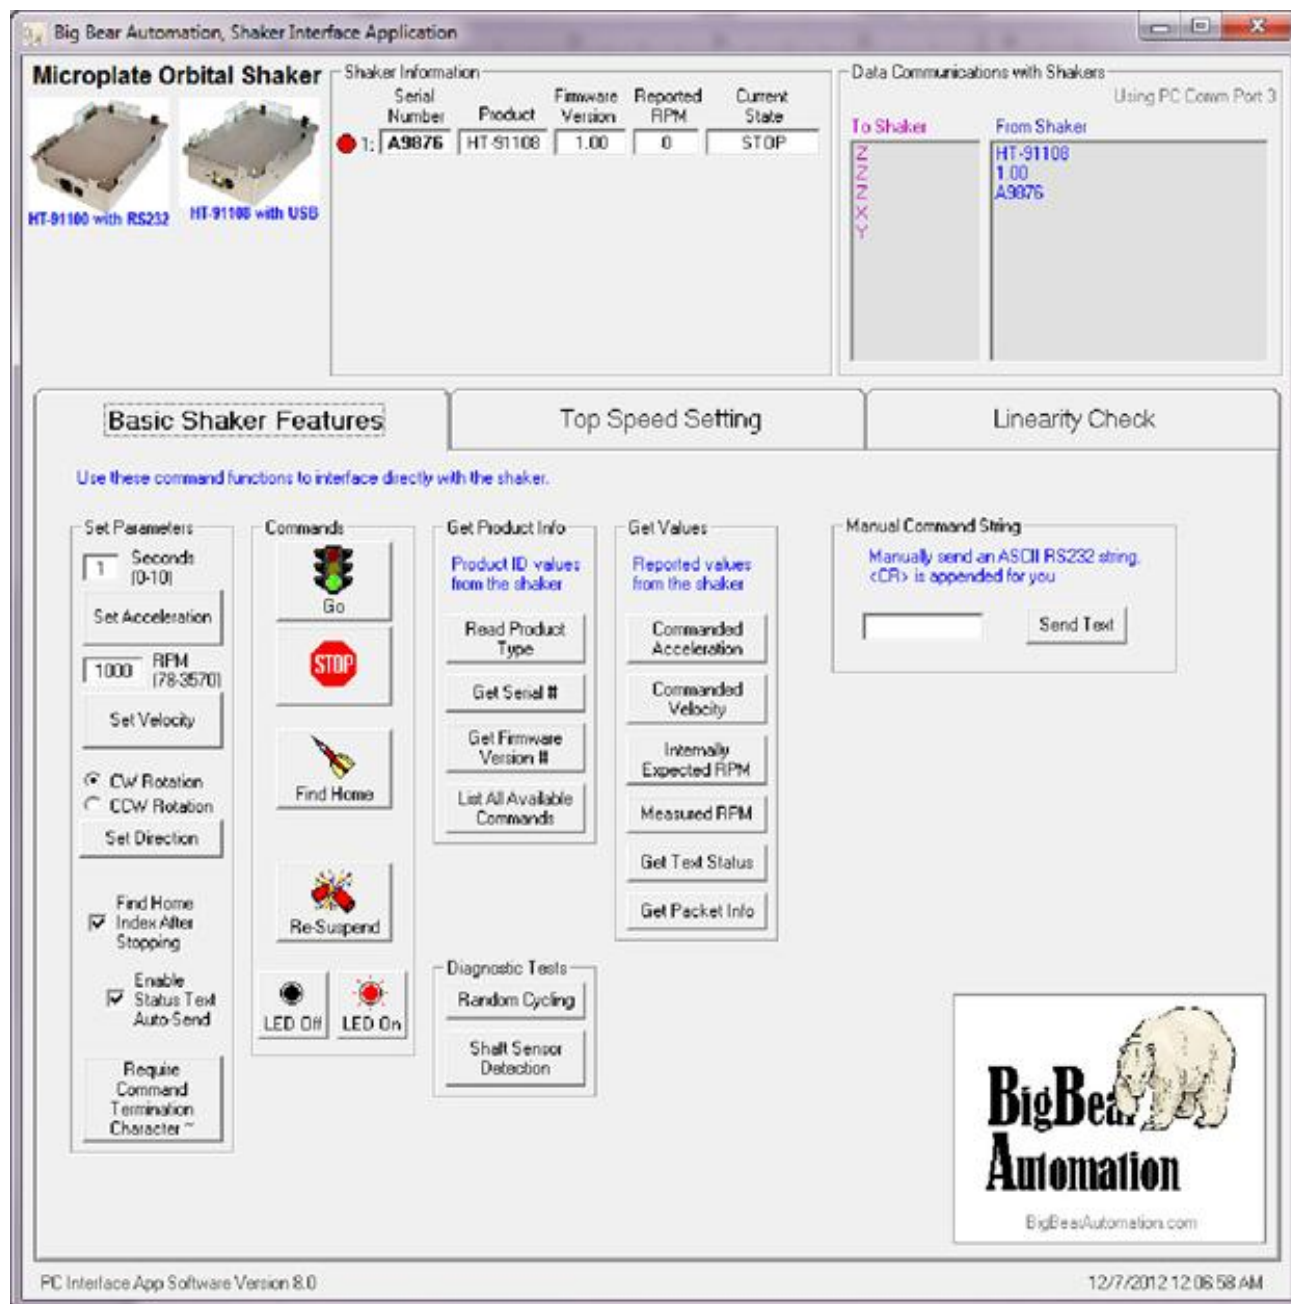 Big Bear Automation, Shaker Interface Application
Microplate Orbital Shaker
HT-91100 with RS232
HT-91108 with USB
Shaker Information
Serial Number
Product
Firmware Version
Reported RPM
Current State
1:
A9876
HT-91108
1.00
0
STOP
Data Communications with Shakers
Using PC Comm Port 3
To Shaker
From Shaker
Z
Z
Z
X
Y
HT-91108
1.00
A9876
Basic Shaker Features
Top Speed Setting
Linearity Check
Use these command functions to interface directly with the shaker.
Set Parameters
1
Seconds
(0-10)
Set Acceleration
1000
RPM
(78-3570)
Set Velocity
CW Rotation
CCW Rotation
Set Direction
Find Home
Index After
Stopping
Enable
Status Text
Auto-Send
Require
Command
Termination
Character ~
Commands
Go
STOP
Find Home
Re-Suspend
LED Off
LED On
Get Product Info
Product ID values
from the shaker
Read Product
Type
Get Serial #
Get Firmware
Version #
List All Available
Commands
Diagnostic Tests
Random Cycling
Shaft Sensor
Detection
Get Values
Reported values
from the shaker
Commanded
Acceleration
Commanded
Velocity
Internally
Expected RPM
Measured RPM
Get Text Status
Get Packet Info
Manual Command String
Manually send an ASCII RS232 string.
<CR> is appended for you
Send Text
BigBear
Automation
BigBearAutomation.com
PC Interface App Software Version 8.0
12/7/2012 12:06:58 AM